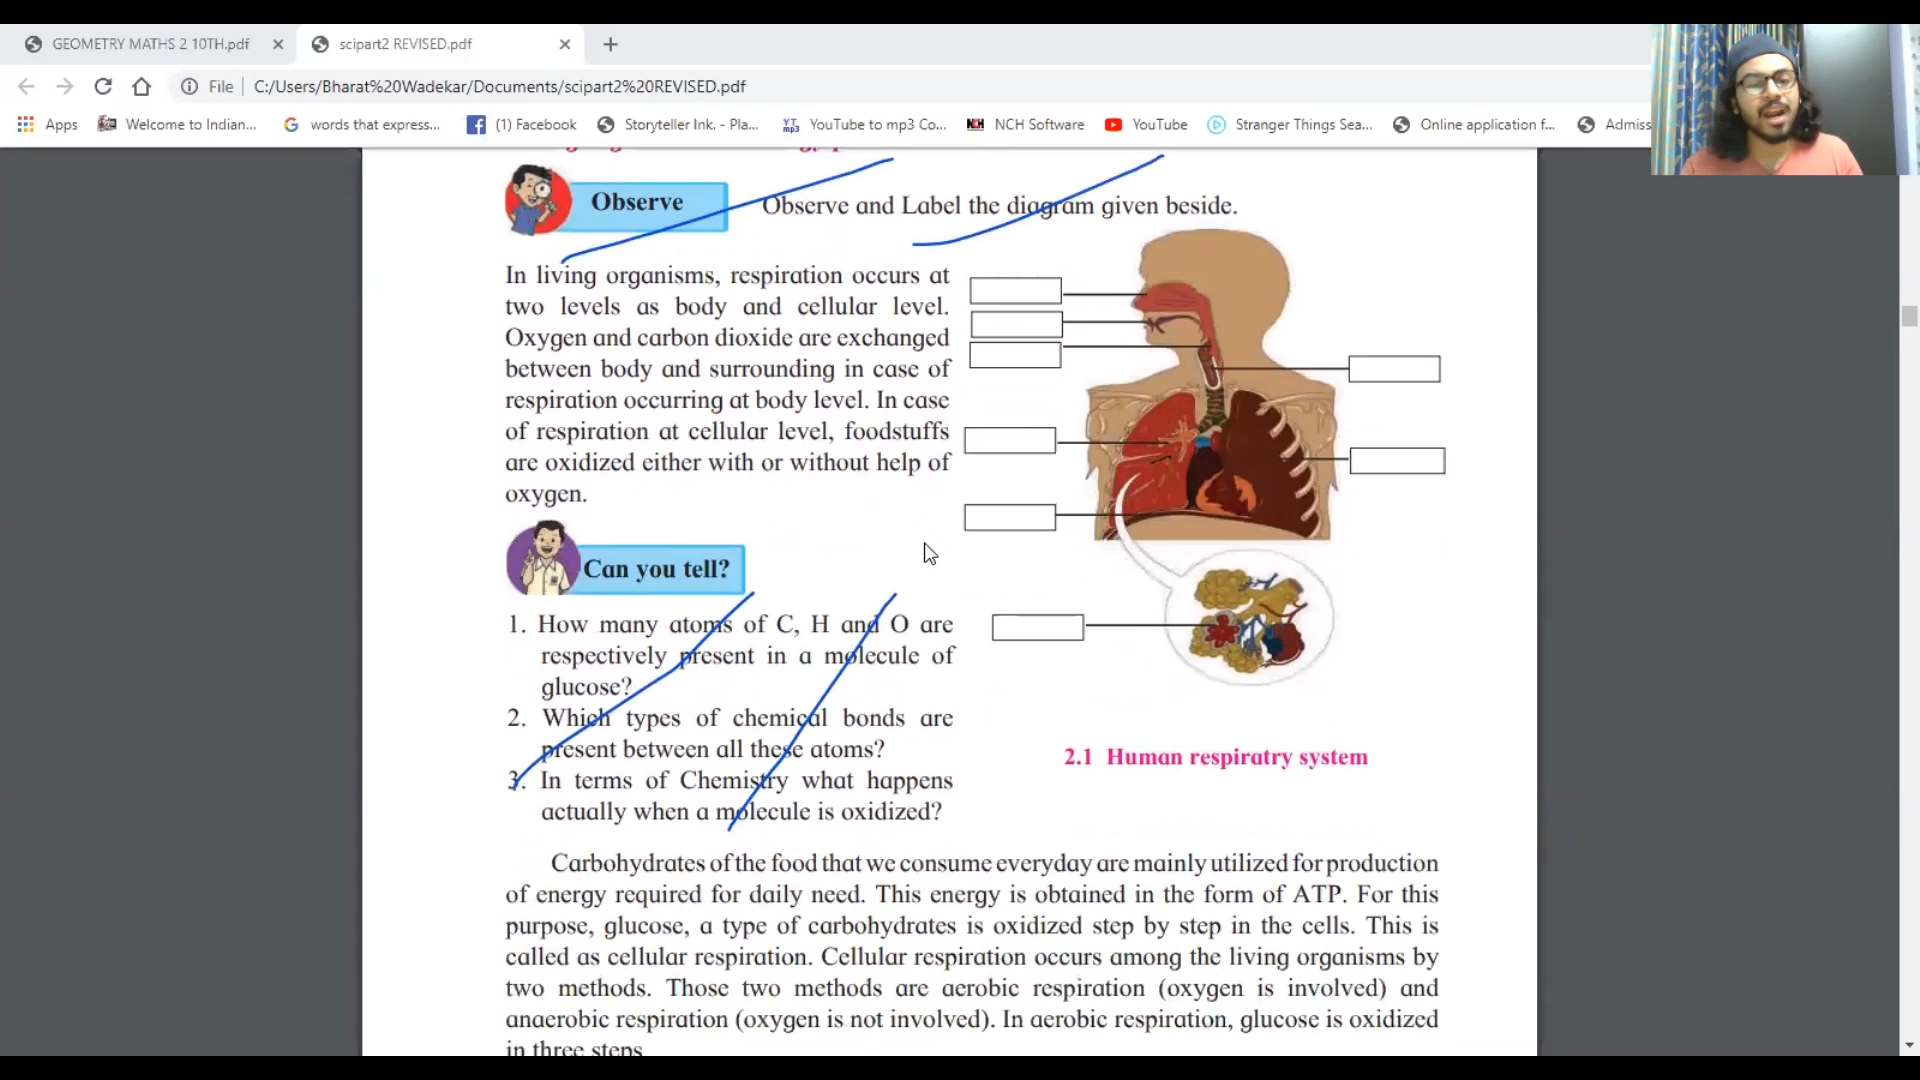 GEOMETRY MATHS 2 10TH.pdf
scipart2 REVISED.pdf
File
C:/Users/Bharat%20Wadekar/Documents/scipart2%20REVISED.pdf
Apps
Welcome to Indian...
words that express...
(1) Facebook
Storyteller Ink. - Pla...
YouTube to mp3 Co...
NCH Software
YouTube
Stranger Things Sea...
Online application f...
Admiss
Observe
Observe and Label the diagram given beside.
In living organisms, respiration occurs at
two levels as body and cellular level.
Oxygen and carbon dioxide are exchanged
between body and surrounding in case of
respiration occurring at body level. In case
of respiration at cellular level, foodstuffs
are oxidized either with or without help of
oxygen.
Can you tell?
1. How many atoms of C, H and O are
respectively present in a molecule of
glucose?
2. Which types of chemical bonds are
present between all these atoms?
3. In terms of Chemistry what happens
actually when a molecule is oxidized?
2.1 Human respiratry system
Carbohydrates of the food that we consume everyday are mainly utilized for production
of energy required for daily need. This energy is obtained in the form of ATP. For this
purpose, glucose, a type of carbohydrates is oxidized step by step in the cells. This is
called as cellular respiration. Cellular respiration occurs among the living organisms by
two methods. Those two methods are aerobic respiration (oxygen is involved) and
anaerobic respiration (oxygen is not involved). In aerobic respiration, glucose is oxidized
in three steps